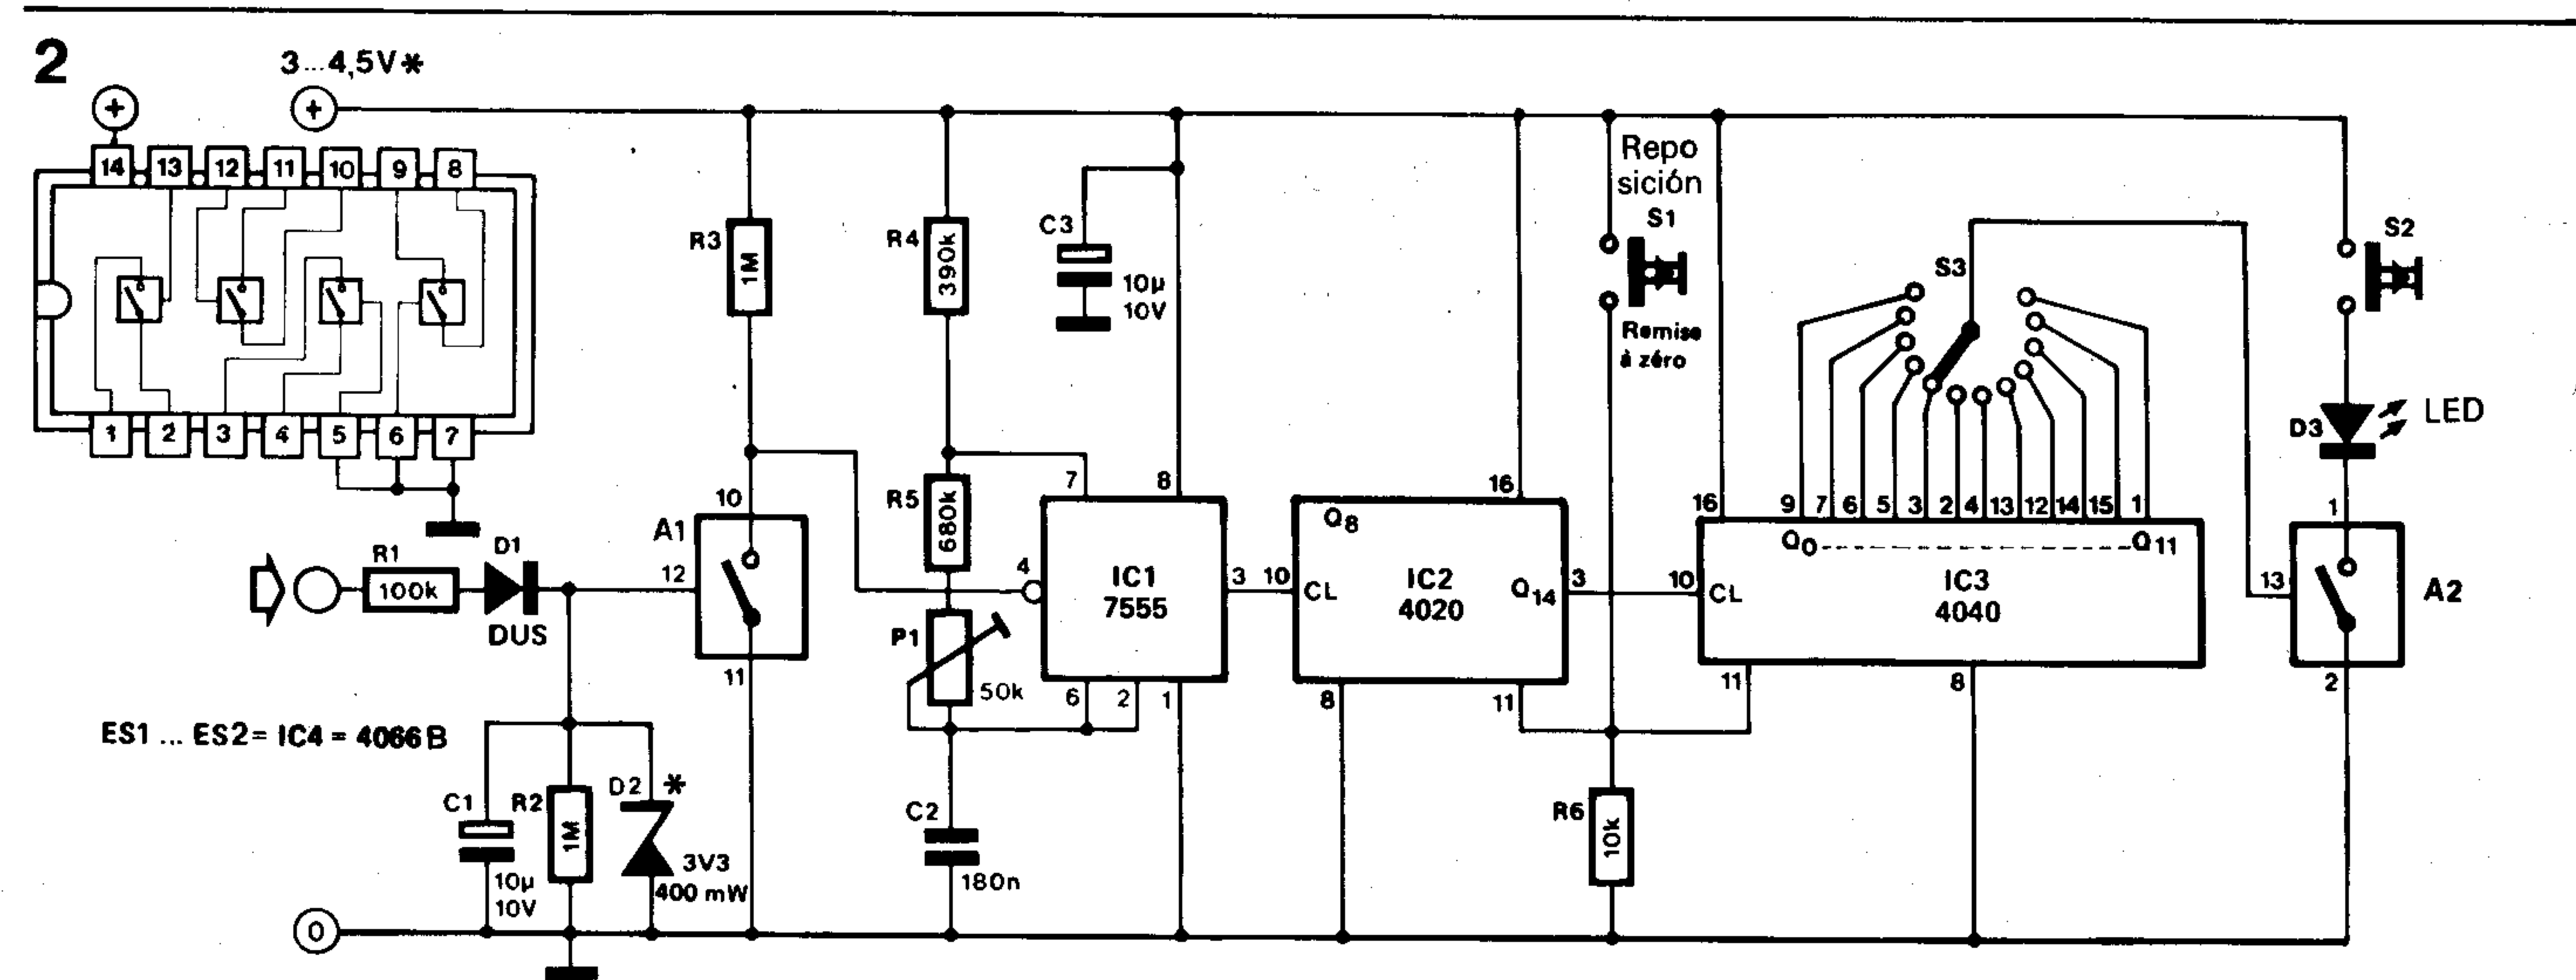 2
3...4,5V*
+
+
14 13 12 11 10 9 8
1 2 3 4 5 6 7
R1
100k
D1
DUS
ES1 ... ES2= IC4 = 4066B
C1
10µ
10V
R2
1M
D2 *
3V3
400 mW
0
R3
1M
A1
10
12
11
R4
390k
R5
680k
P1
50k
C2
180n
C3
10µ
10V
7
8
4
IC1
7555
3
6
2
1
16
Q8
10
CL
IC2
4020
Q14
3
8
11
Repo
sición
S1
Remise
à zéro
R6
10k
S3
16
9 7 6 5 3 2 4 13 12 14 15 1
Q0--------------Q11
10
CL
IC3
4040
11
8
S2
D3
LED
1
13
A2
2